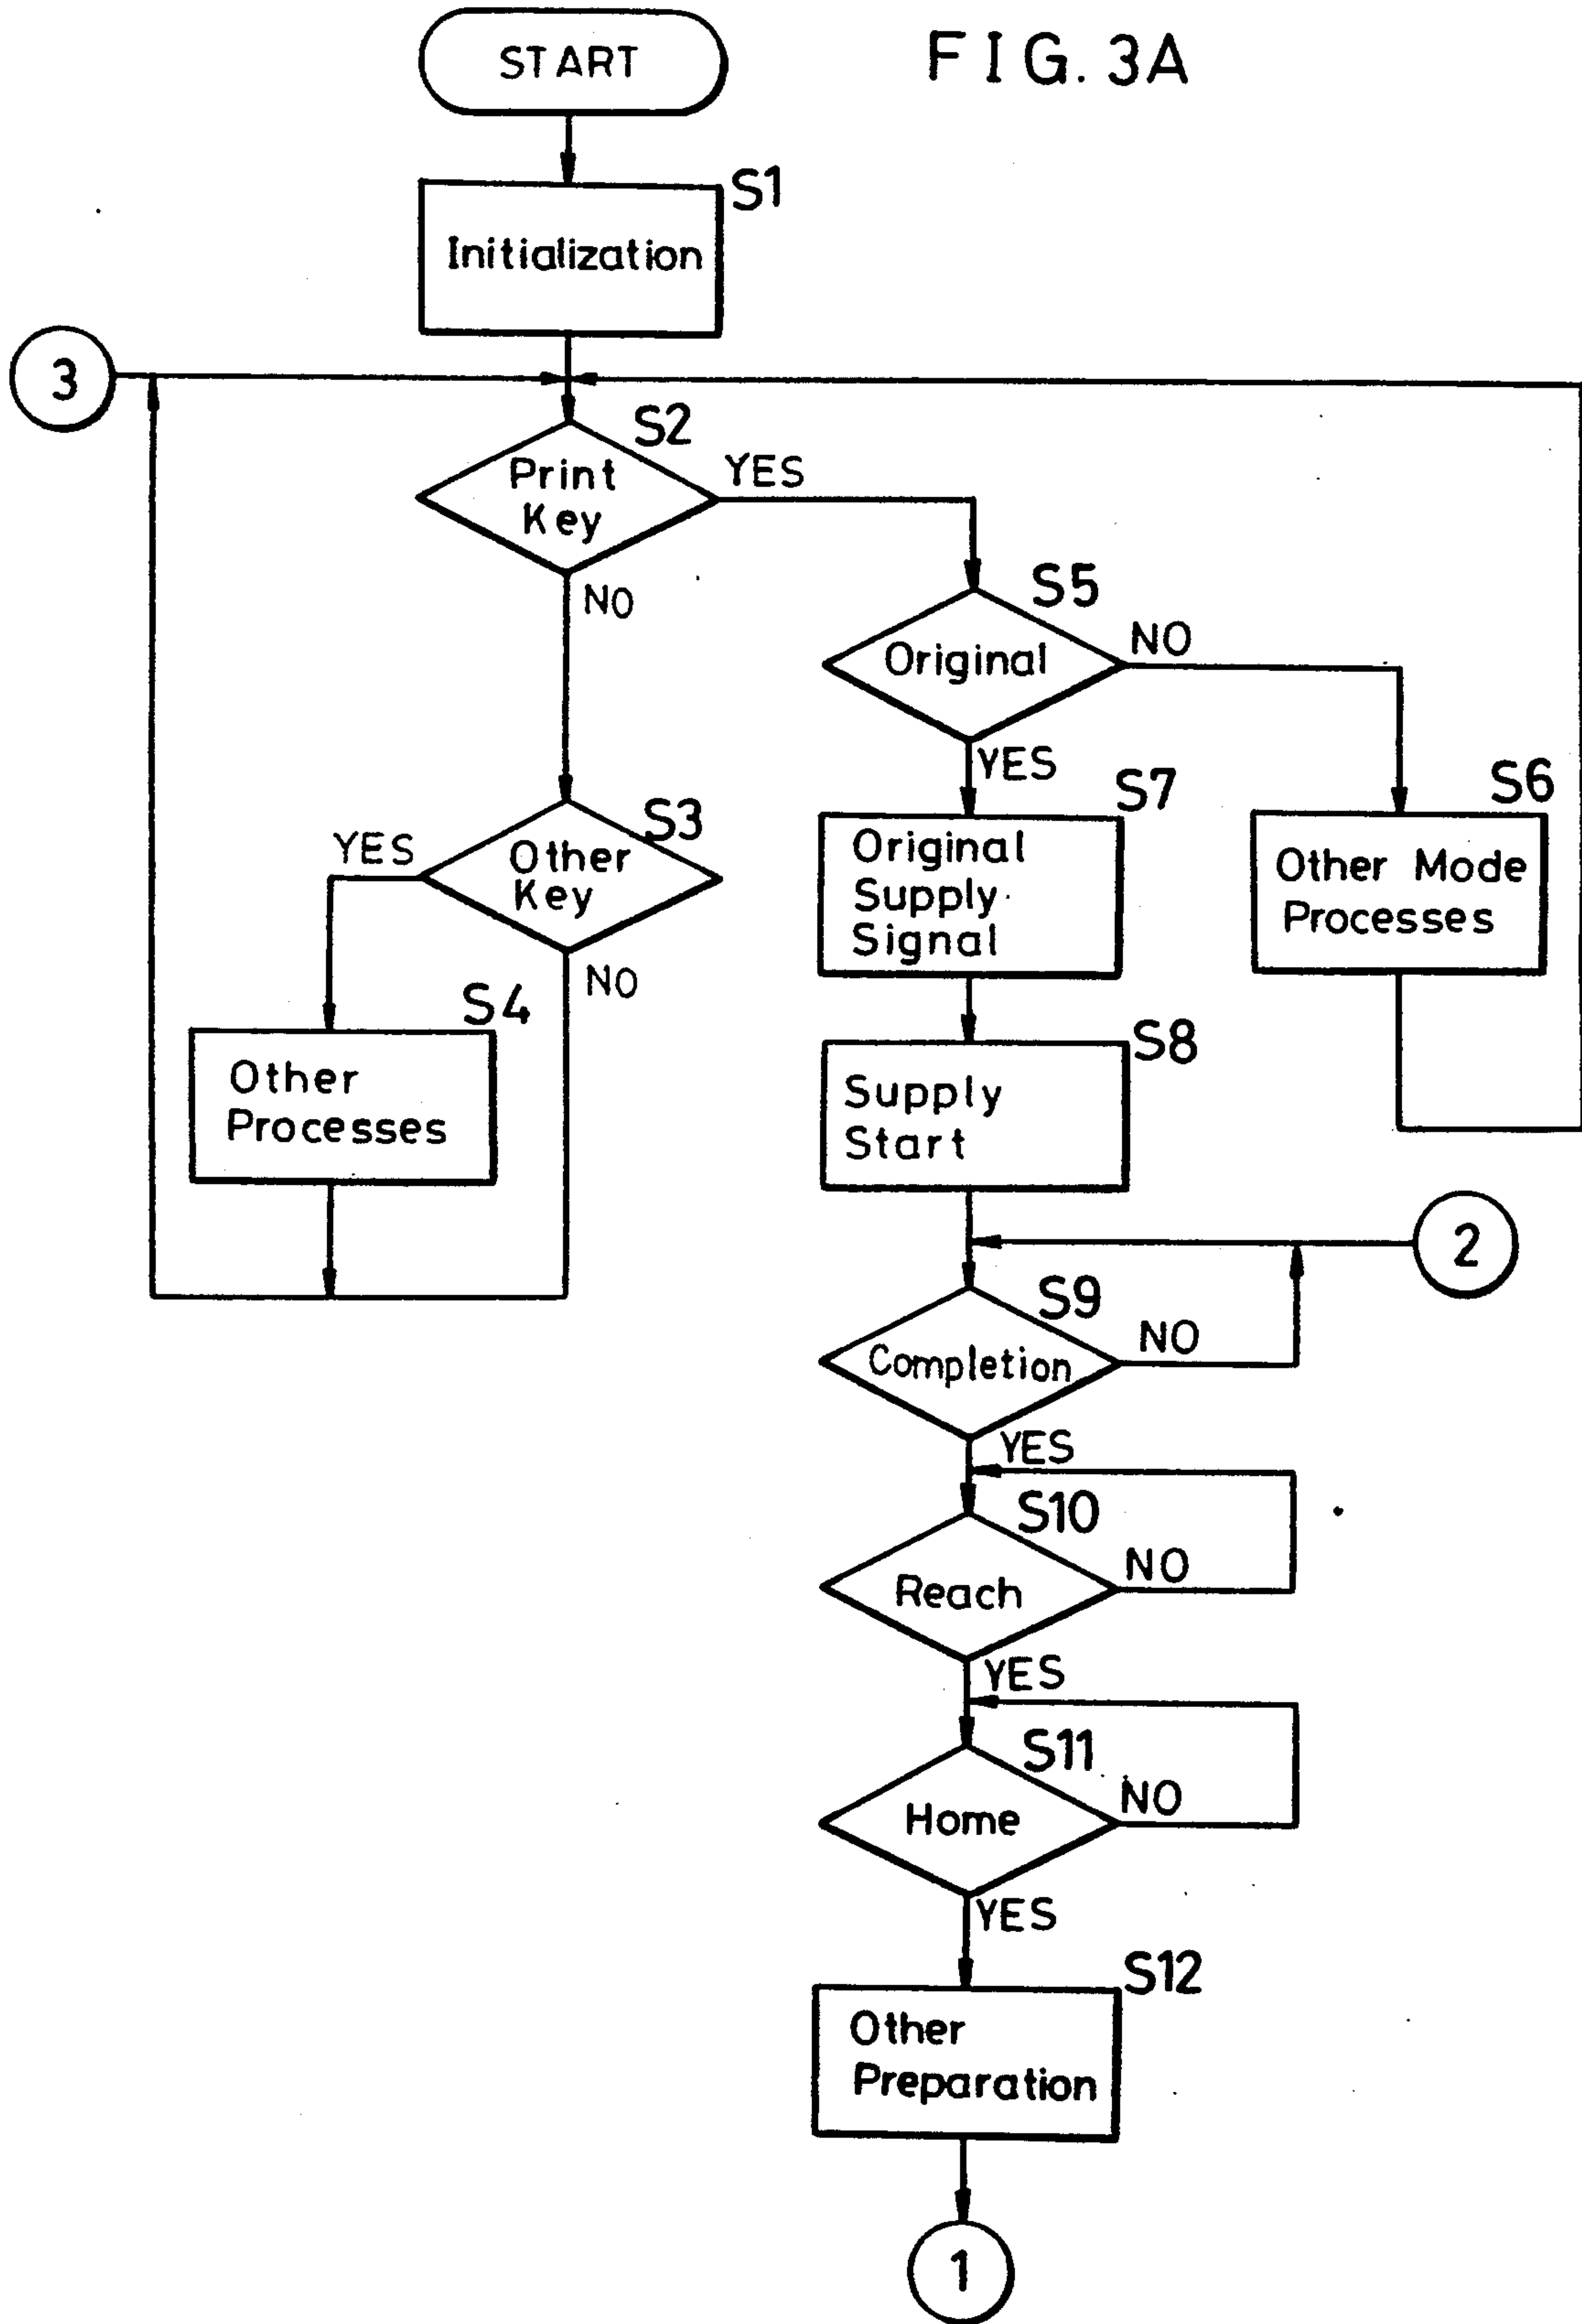 START
FIG. 3A
S1
Initialization
3
S2
Print
Key
YES
NO
S5
Original
NO
YES
S3
Other
Key
YES
NO
S7
Original
Supply
Signal
S6
Other Mode
Processes
S4
Other
Processes
S8
Supply
Start
2
S9
Completion
NO
YES
S10
Reach
NO
YES
S11
Home
NO
YES
S12
Other
Preparation
1